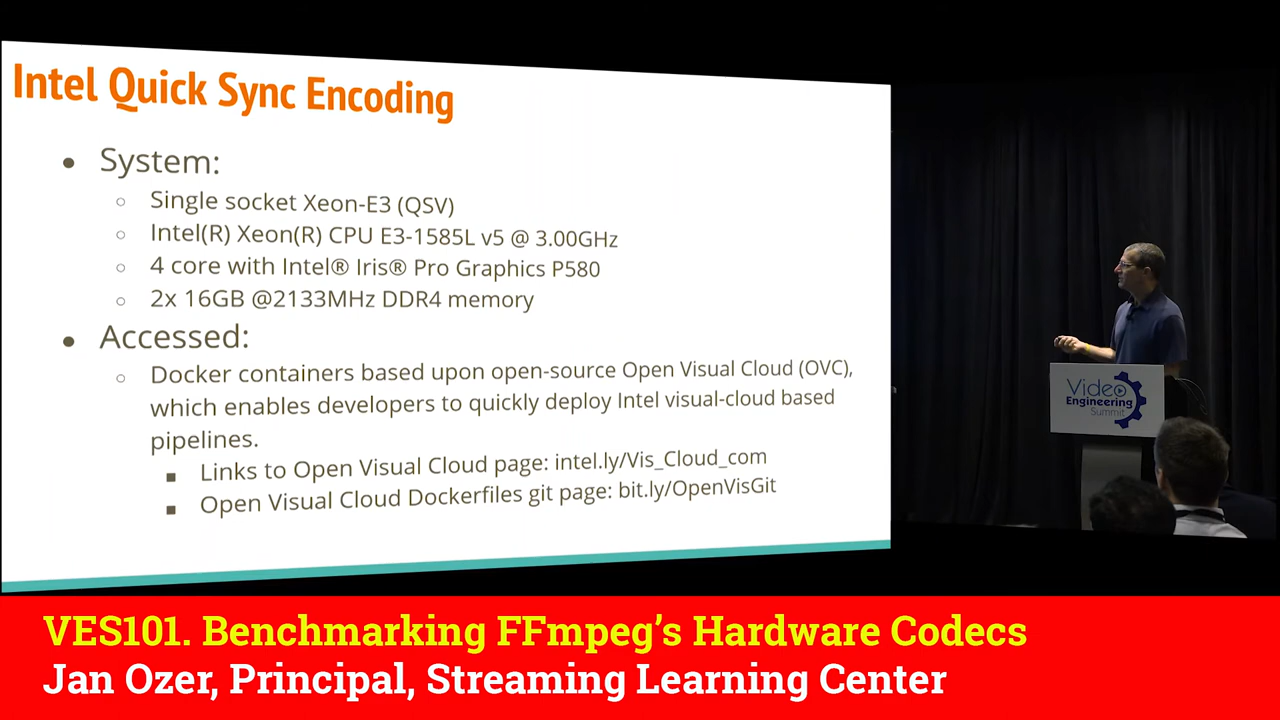 Intel Quick Sync Encoding
• System:
○ Single socket Xeon-E3 (QSV)
○ Intel(R) Xeon(R) CPU E3-1585L v5 @ 3.00GHz
○ 4 core with Intel® Iris® Pro Graphics P580
○ 2x 16GB @2133MHz DDR4 memory
• Accessed:
○ Docker containers based upon open-source Open Visual Cloud (OVC),
which enables developers to quickly deploy Intel visual-cloud based
pipelines.
■ Links to Open Visual Cloud page: intel.ly/Vis_Cloud_com
■ Open Visual Cloud Dockerfiles git page: bit.ly/OpenVisGit
Video
Engineering
Summit
VES101. Benchmarking FFmpeg’s Hardware Codecs
Jan Ozer, Principal, Streaming Learning Center